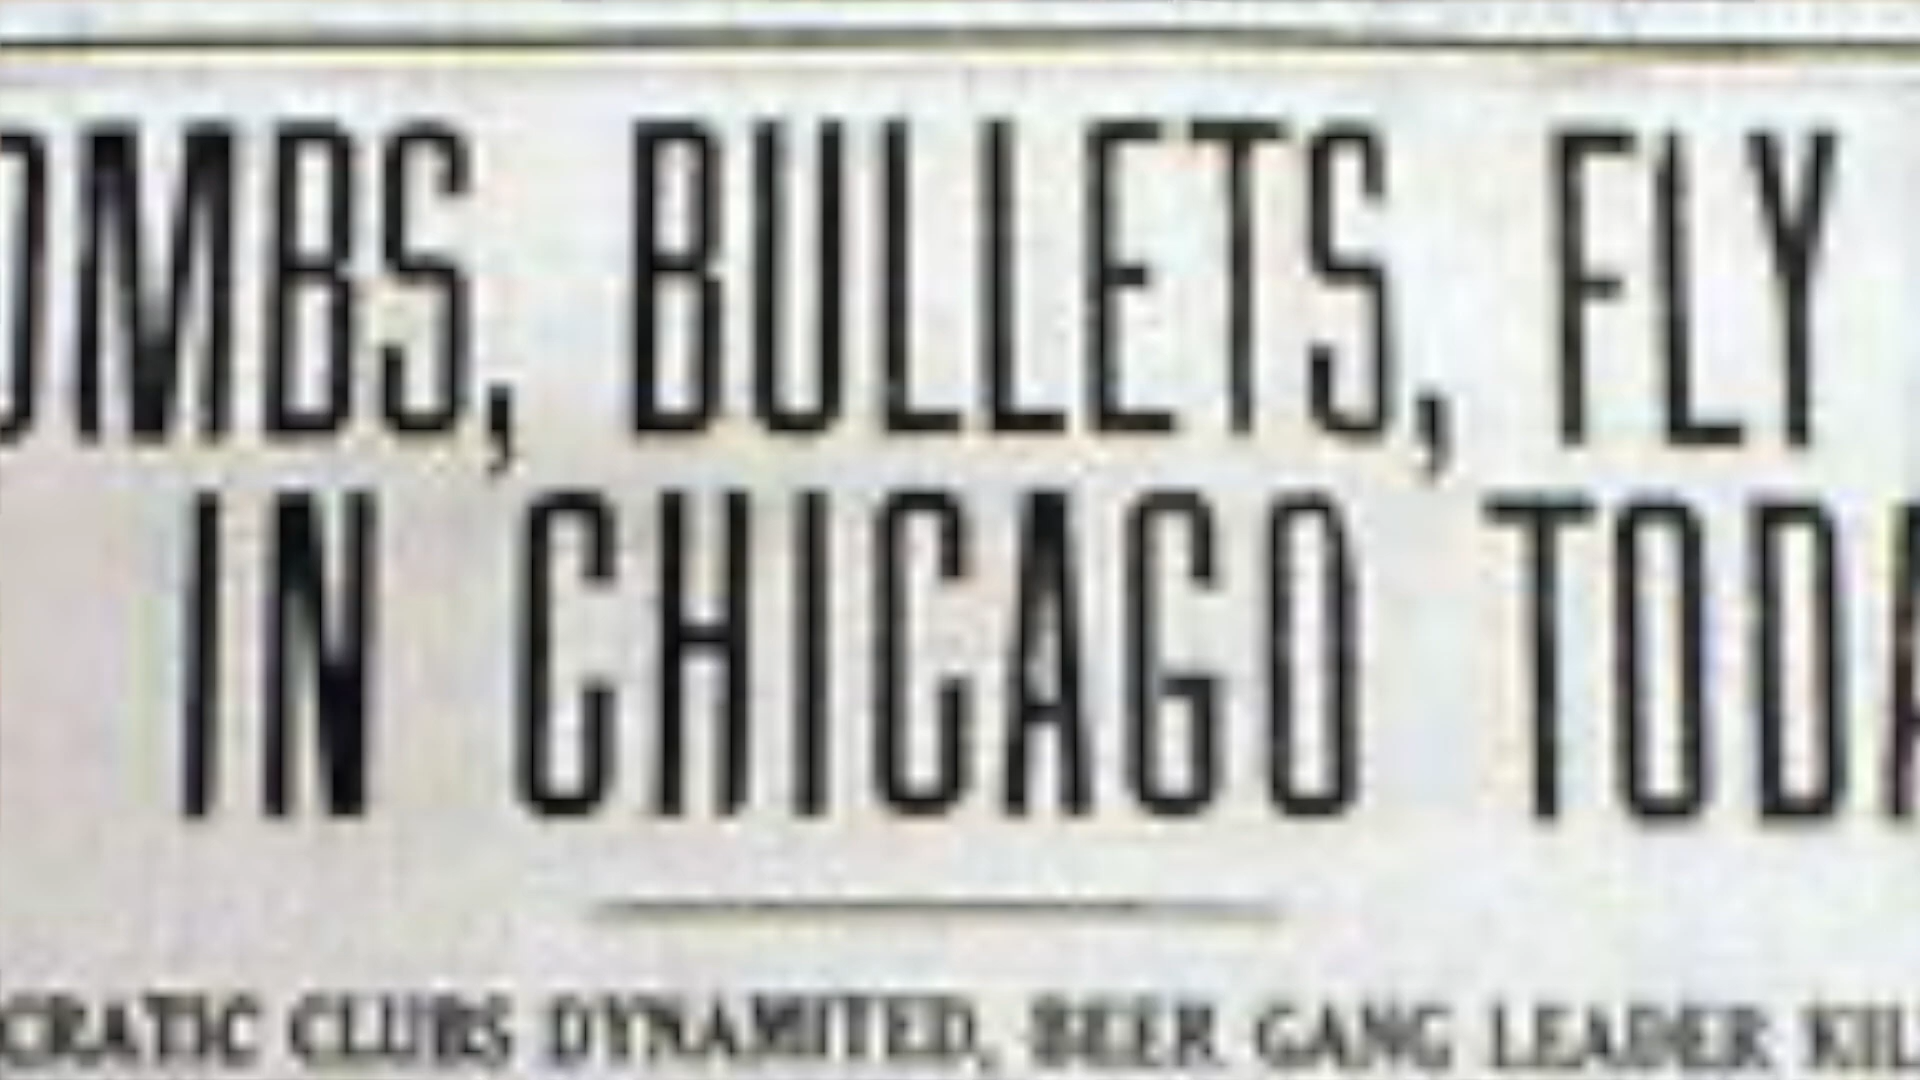 OMBS, BULLETS, FLY
IN CHICAGO TODA
CRATIC CLUBS DYNAMITED, BEER GANG LEADER KIL